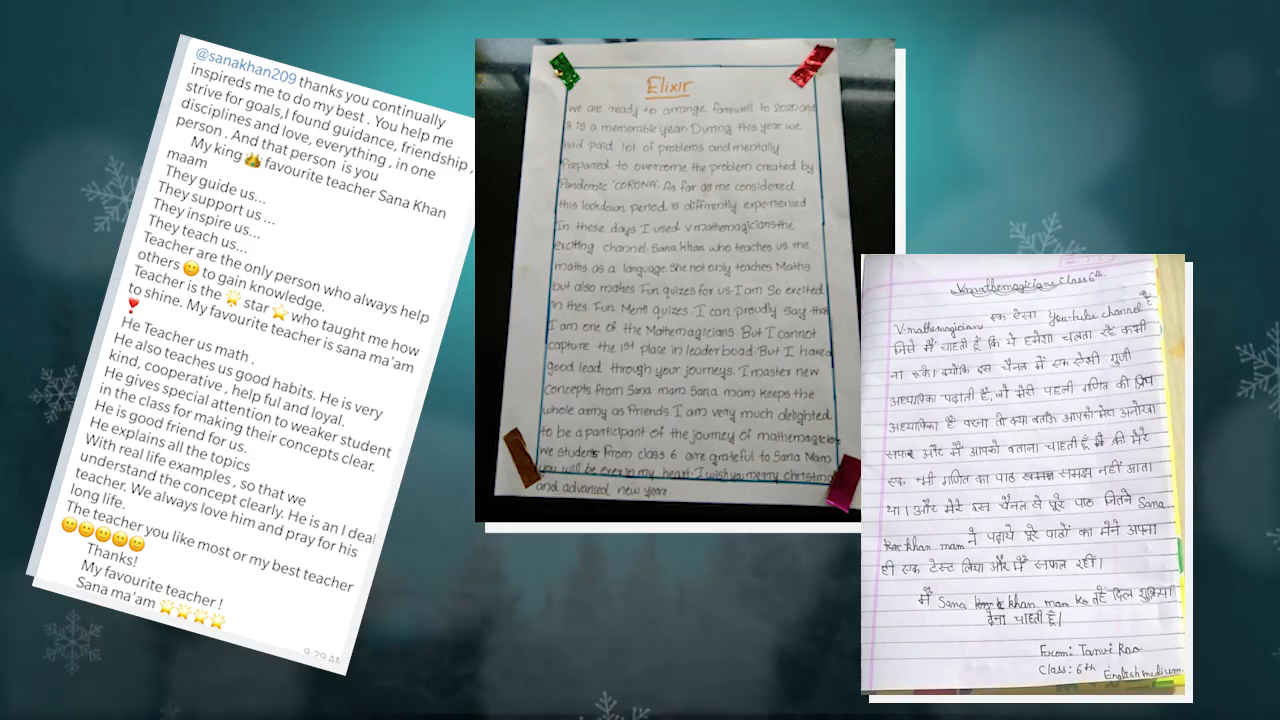 @sanakhan209 thanks you continually
inspireds me to do my best . You help me
strive for goals,I found guidance, friendship ,
disciplines and love, everything , in one
person . And that person is you
My king 👑 favourite teacher Sana Khan
maam
They guide us...
They support us ...
They inspire us...
They teach us...
Teacher are the only person who always help
others 🙂 to gain knowledge.
Teacher is the 🌟 star ⭐ who taught me how
to shine. My favourite teacher is sana ma'am
❣
He Teacher us math .
He also teaches us good habits. He is very
kind, cooperative , help ful and loyal.
He gives special attention to weaker student
in the class for making their concepts clear.
He is good friend for us.
He explains all the topics
With real life examples , so that we
understand the concept clearly. He is an I deal
teacher. We always love him and pray for his
long life.
The teacher you like most or my best teacher
🙂🙂🙂🙂🙂
Thanks!
My favourite teacher !
Sana ma'am 🌟🌟🌟🌟
9:29 AM
Elixir
we are ready to arrange farewell to 2020 and
it is a memorable year. During this year we
had paid lot of problems and mentally
Prepared to overcome the problem created by
Pandemic 'CORONA'. As far as me considered.
this lockdown period is differently experienced
In these days I used vmathemagicians the
exciting channel. Sana khan who teaches us the
maths as a language. She not only teaches Maths
but also makes Fun quizes for us. I am So excited
in thes Fun Menti quizes. I can proudly say that
I am one of the Mathemagicians. But I cannot
capture the 1st place in leader boad. But I haved
good lead through your journeys. I master new
concepts from Sana mam Sana mam keeps the
whole army as friends I am very much delighted
to be a participant of the journey of mathemagicians
we students From class 6 are grateful to Sana Mam
you will be ever in my heart. I wish you merry christmas
and advanced new year.
Vmathemagicians Class 6th
V-mathemagician एक ऐसा You-tube channel है
जिसे मैं चाहती हूँ कि ये हमेशा चलता रहे कभी
ना रुके। क्योंकि इस चैनल में एक ऐसी गुणी
अध्यापिका पढ़ाती हैं, जो मेरी पहली गणित की प्रिय
अध्यापिका हैं वरना तो क्या बताऊँ आपको मेरा अनोखा
सफर और मैं आपको बताना चाहती हूँ की मेरे
एक भी गणित का पाठ समझ नहीं आता
था। और मैंने इस चैनल से पूरे पाठ जितने Sana
khan mam ने पढ़ाये पूरे पाठों का मैंने अपना
ही एक टेस्ट लिया और मैं सफल रहीं।
मैं Sana khan mam को तहें दिल शुक्रिया
देना चाहती हूँ।
From: Tanvi Rao
Class: 6th English medium